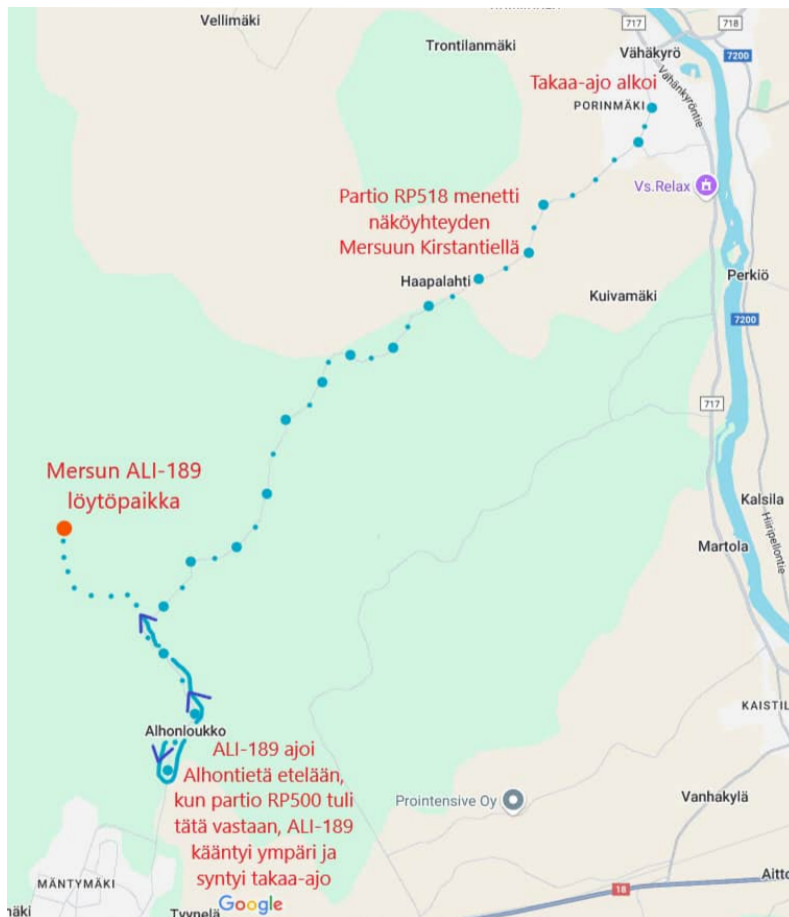 717
718
Vellimäki
Trontilanmäki
Vähäkyrö
7200
Vähänkyröntie
Takaa-ajo alkoi
PORINMÄKI
Partio RP518 menetti
näköyhteyden
Mersuun Kirstantiellä
Vs.Relax
Haapalahti
Perkiö
Kuivamäki
7200
717
Mersun ALI-189
löytöpaikka
Kalsila
Hiiripellontie
Martola
KAISTIL
Alhonloukko
ALI-189 ajoi
Alhontietä etelään,
kun partio RP500 tuli
tätä vastaan, ALI-189
kääntyi ympäri ja
syntyi takaa-ajo
Prointensive Oy
Vanhakylä
MÄNTYMÄKI
18
Aitto
mäki
Tyynelä
Google